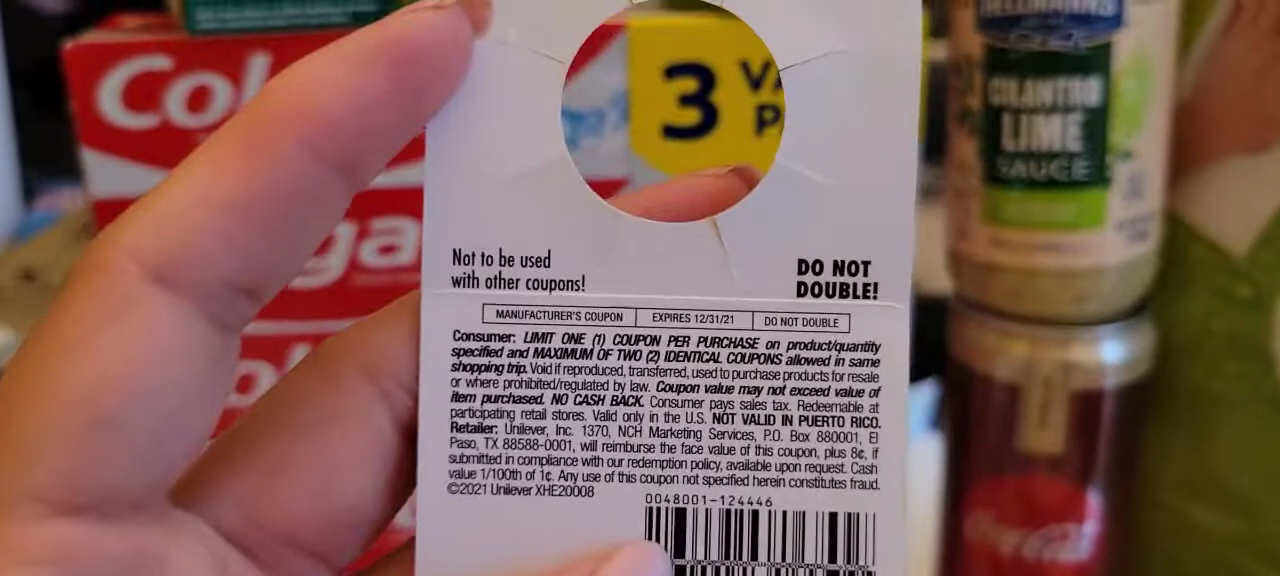 Col
3 VA
P
HELLMANN'S
CILANTRO
LIME
SAUCE
ga
Not to be used
with other coupons!
DO NOT
DOUBLE!
MANUFACTURER'S COUPON EXPIRES 12/31/21 DO NOT DOUBLE
Consumer: LIMIT ONE (1) COUPON PER PURCHASE on product/quantity
specified and MAXIMUM OF TWO (2) IDENTICAL COUPONS allowed in same
shopping trip. Void if reproduced, transferred, used to purchase products for resale
or where prohibited/regulated by law. Coupon value may not exceed value of
item purchased. NO CASH BACK. Consumer pays sales tax. Redeemable at
participating retail stores. Valid only in the U.S. NOT VALID IN PUERTO RICO.
Retailer: Unilever, Inc. 1370, NCH Marketing Services, P.O. Box 880001, El
Paso, TX 88588-0001, will reimburse the face value of this coupon, plus 8¢, if
submitted in compliance with our redemption policy, available upon request. Cash
value 1/100th of 1¢. Any use of this coupon not specified herein constitutes fraud.
©2021 Unilever XHE20008
0048001-124446
Coca-Cola